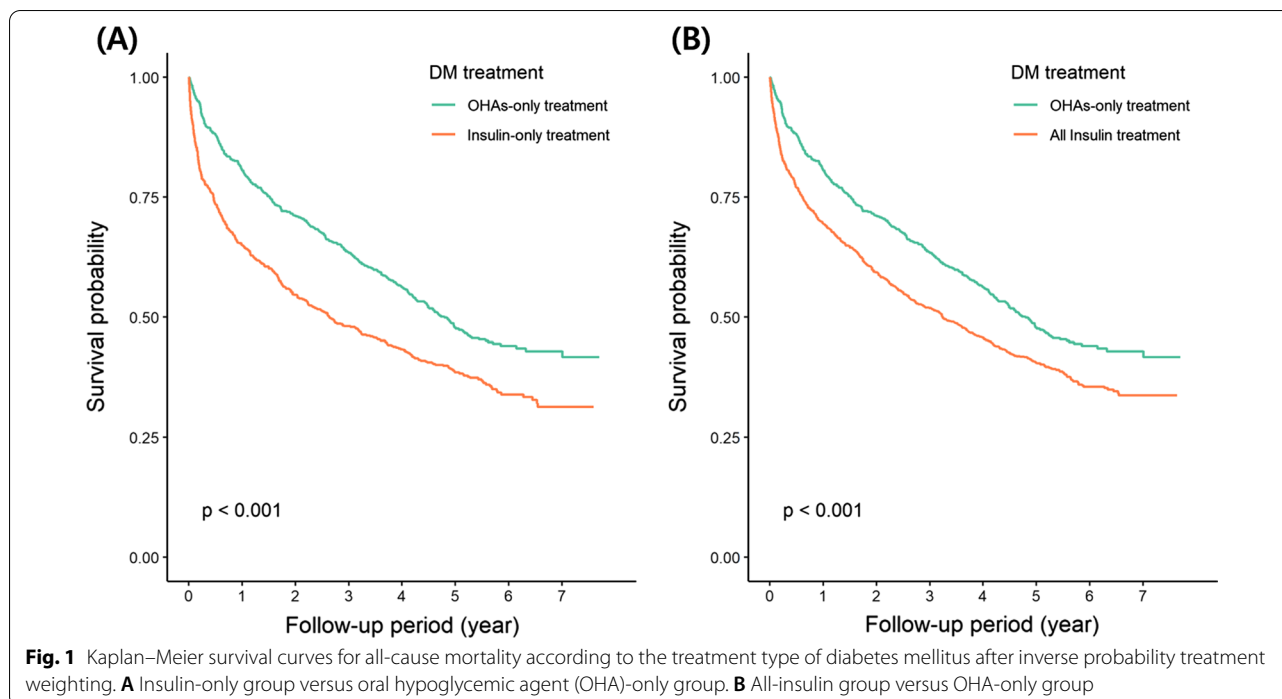 (A)
DM treatment
OHAs-only treatment
Insulin-only treatment
1.00
0.75
0.50
0.25
0.00
Survival probability
p < 0.001
0 1 2 3 4 5 6 7
Follow-up period (year)
(B)
DM treatment
OHAs-only treatment
All Insulin treatment
1.00
0.75
0.50
0.25
0.00
Survival probability
p < 0.001
0 1 2 3 4 5 6 7
Follow-up period (year)
Fig. 1 Kaplan–Meier survival curves for all-cause mortality according to the treatment type of diabetes mellitus after inverse probability treatment
weighting. A Insulin-only group versus oral hypoglycemic agent (OHA)-only group. B All-insulin group versus OHA-only group